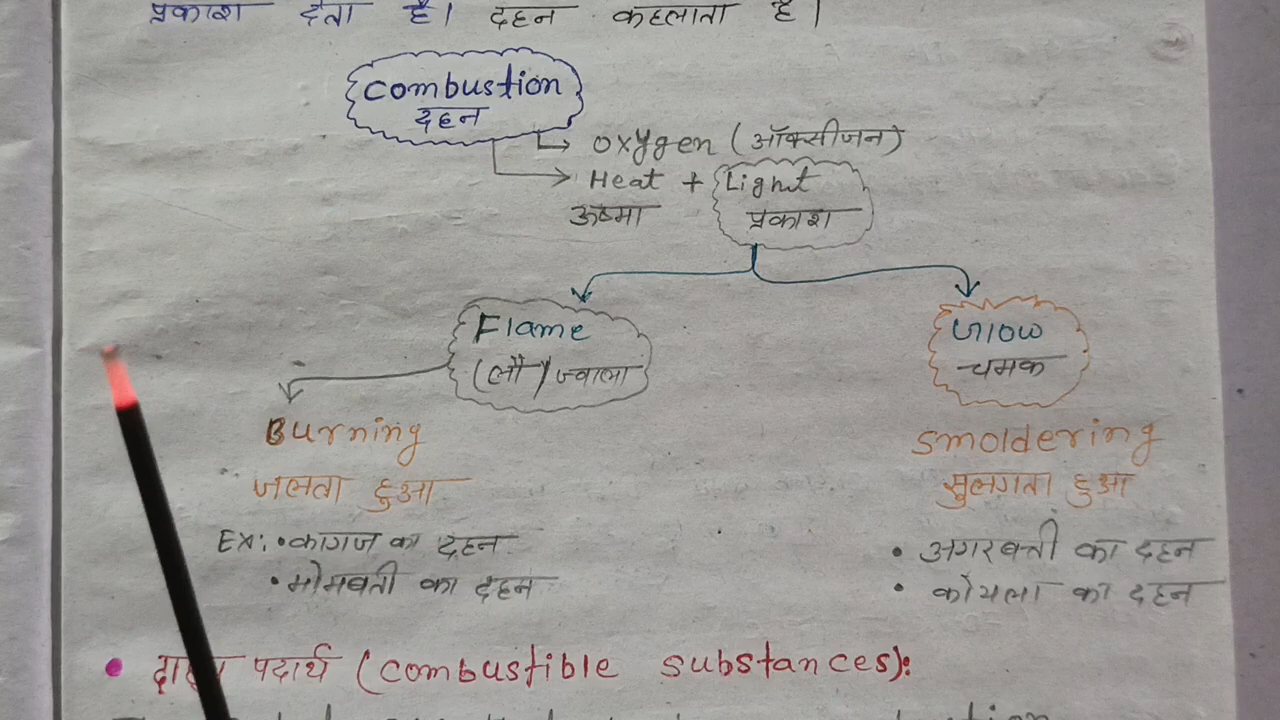 प्रकाश देता है। दहन कहलाता है।
Combustion
दहन
Oxygen (ऑक्सीजन)
Heat + Light
ऊष्मा प्रकाश
Flame
(लौ) ज्वाला
Glow
चमक
Burning
जलता हुआ
Smoldering
सुलगता हुआ
Ex: • कागज का दहन
• मोमबती का दहन
• अगरबत्ती का दहन
• कोयला का दहन
• पदार्थ (combustible substances):